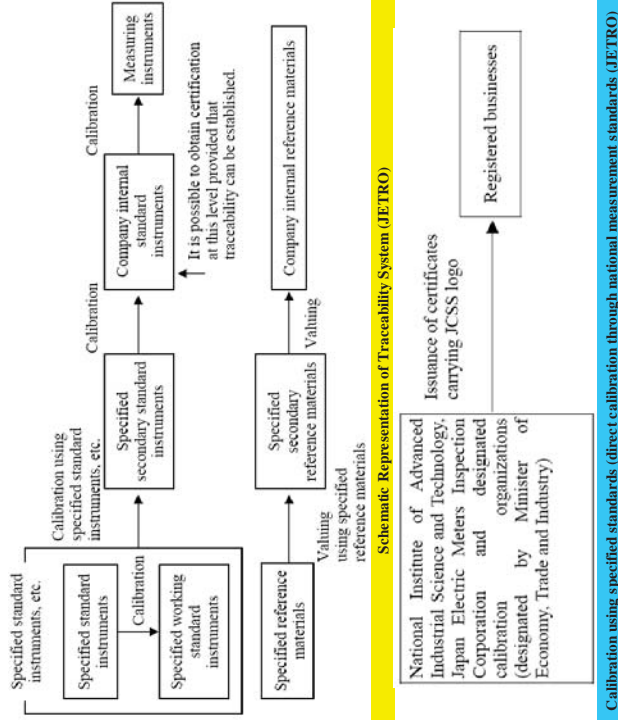 Specified standard
instruments, etc.
Specified standard
instruments
Calibration
Specified working
standard
instruments
Calibration using
specified standard
instruments, etc.
Specified
secondary standard
instruments
Calibration
Company internal
standard
instruments
Calibration
Measuring
instruments
It is possible to obtain certification
at this level provided that
traceability can be established.
Specified reference
materials
Valuing
using specified
reference materials
Specified
secondary
reference materials
Valuing
Company internal reference materials
Schematic Representation of Traceability System (JETRO)
National Institute of Advanced
Industrial Science and Technology,
Japan Electric Meters Inspection
Corporation and designated
calibration organizations
(designated by Minister of
Economy, Trade and Industry)
Issuance of certificates
carrying JCSS logo
Registered businesses
Calibration using specified standards (direct calibration through national measurement standards (JETRO)